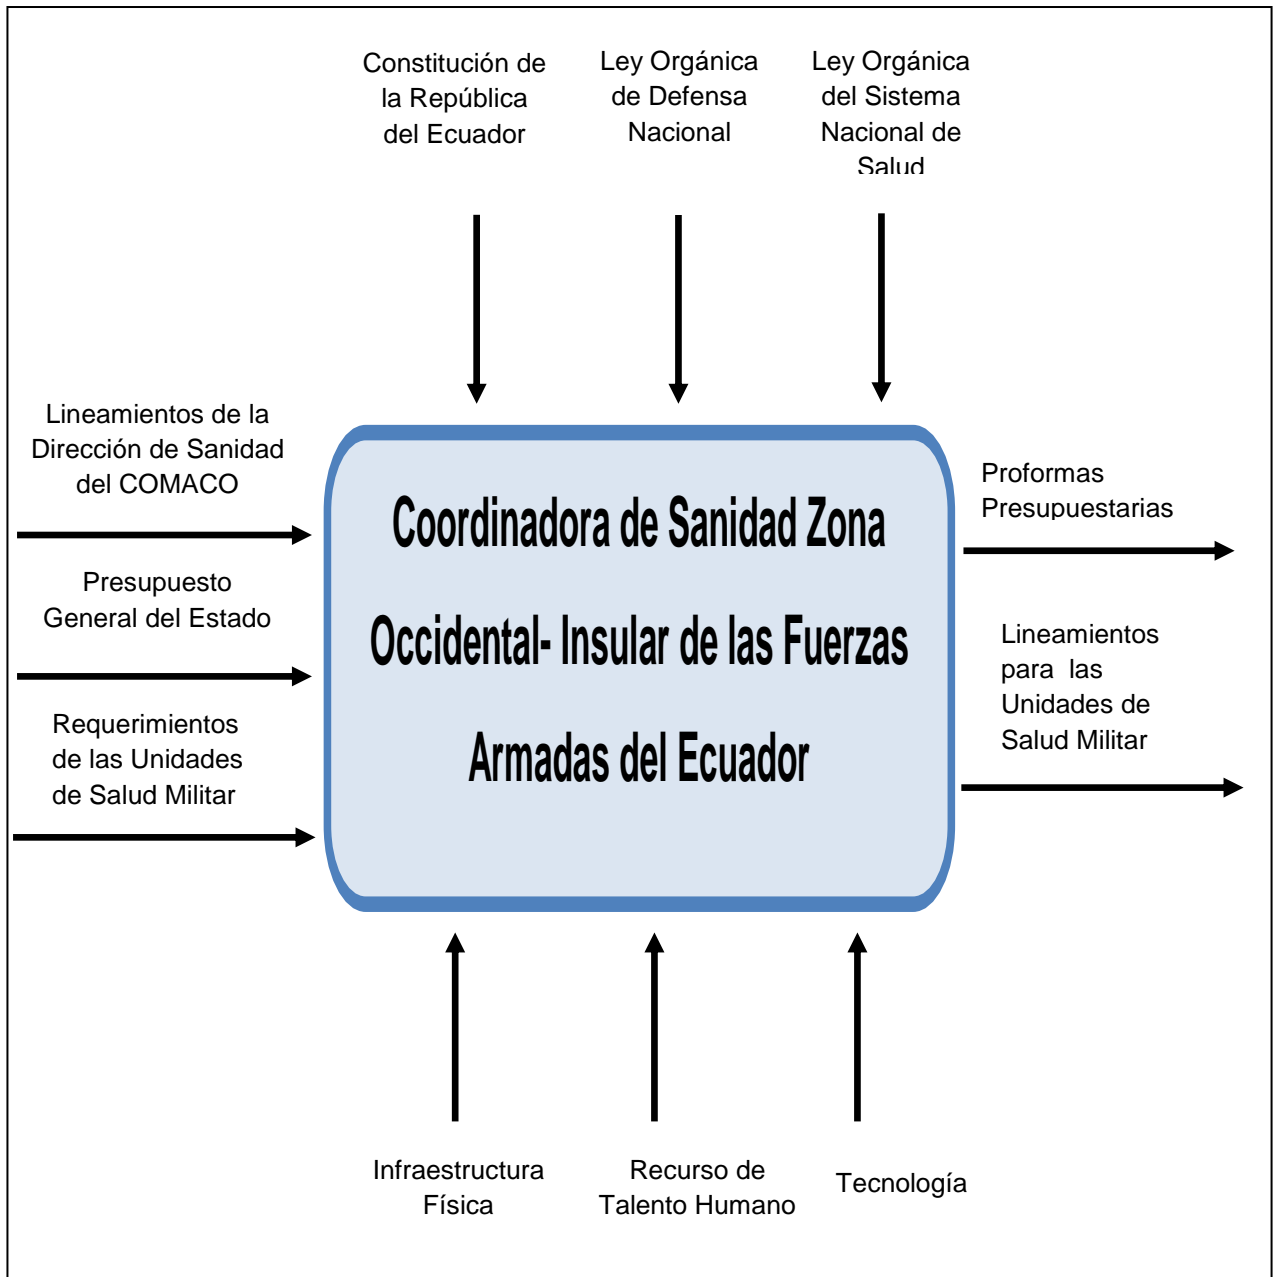 Constitución de
la República
del Ecuador
Ley Orgánica
de Defensa
Nacional
Ley Orgánica
del Sistema
Nacional de
Salud
Lineamientos de la
Dirección de Sanidad
del COMACO
Presupuesto
General del Estado
Requerimientos
de las Unidades
de Salud Militar
Coordinadora de Sanidad Zona
Occidental- Insular de las Fuerzas
Armadas del Ecuador
Proformas
Presupuestarias
Lineamientos
para las
Unidades de
Salud Militar
Infraestructura
Física
Recurso de
Talento Humano
Tecnología